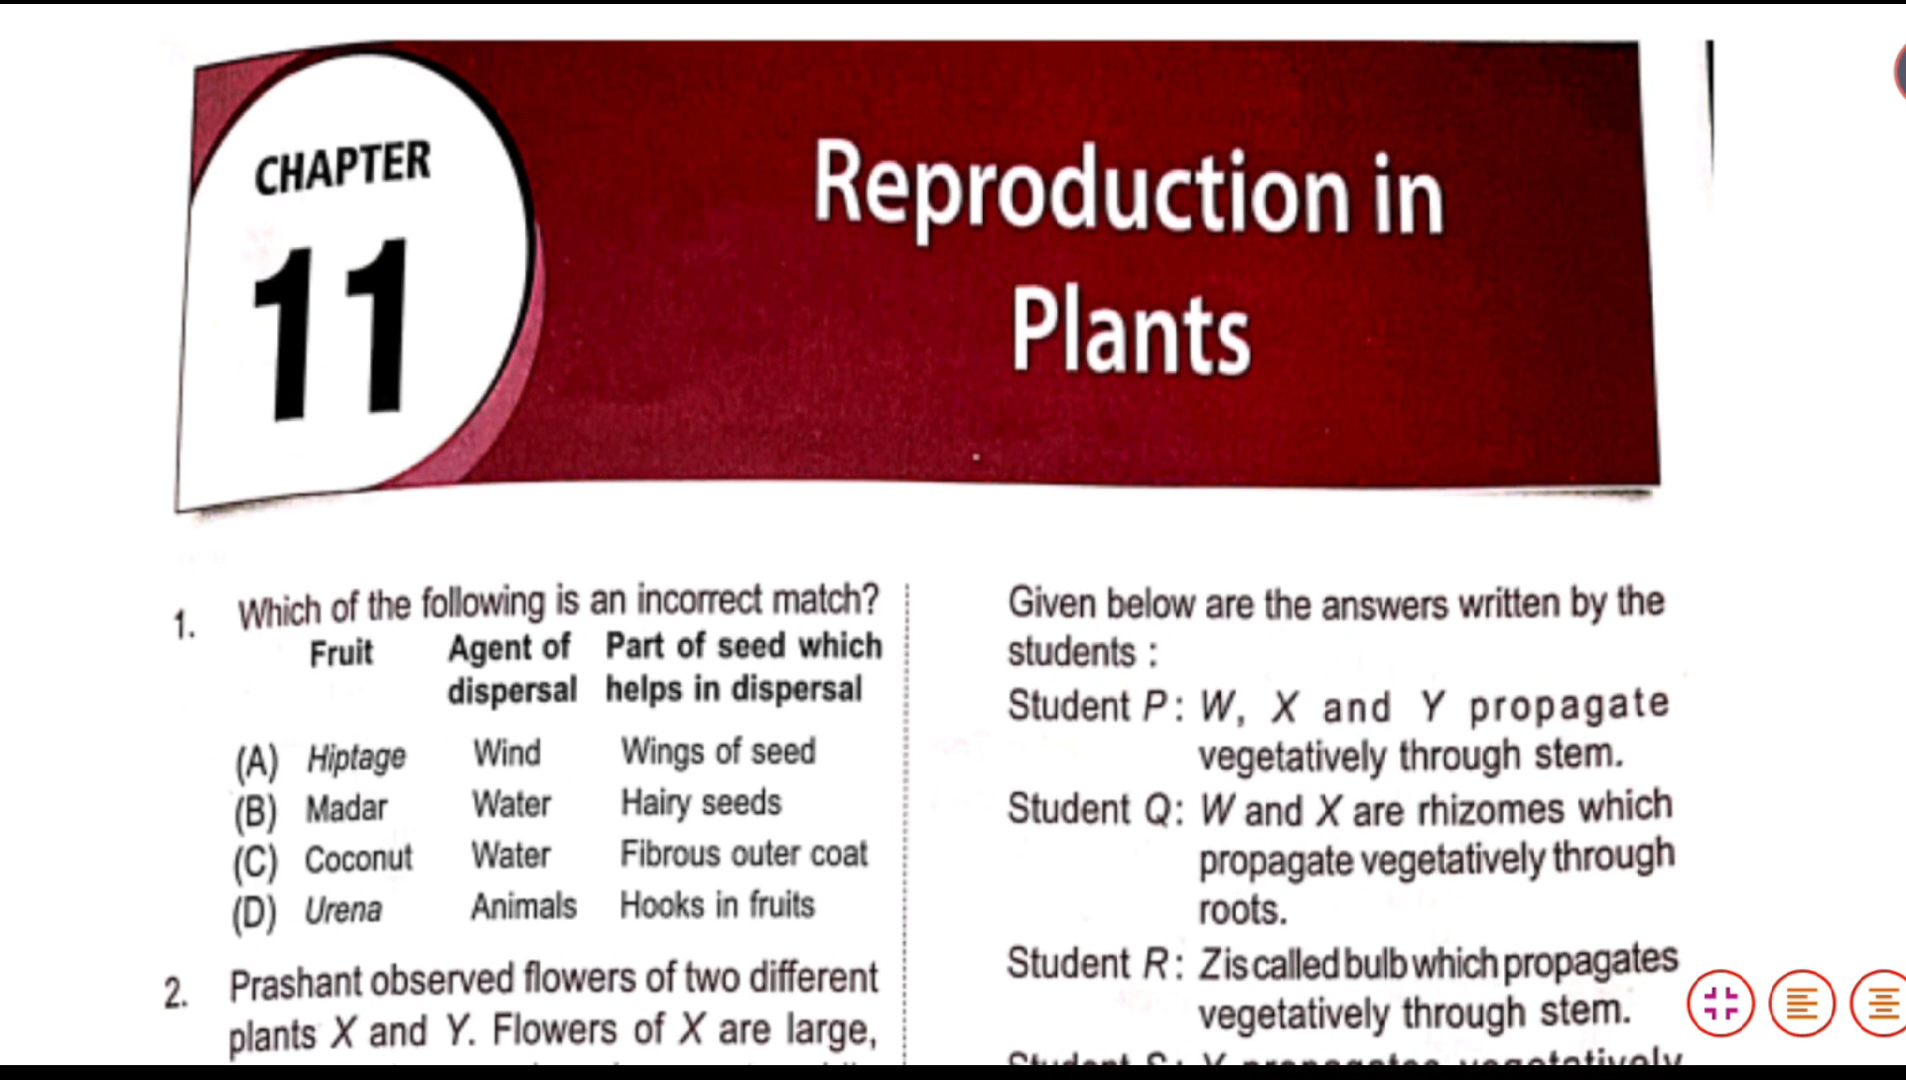 CHAPTER
11
Reproduction in
Plants
1. Which of the following is an incorrect match?
Fruit Agent of Part of seed which
dispersal helps in dispersal
(A) Hiptage Wind Wings of seed
(B) Madar Water Hairy seeds
(C) Coconut Water Fibrous outer coat
(D) Urena Animals Hooks in fruits
2. Prashant observed flowers of two different
plants X and Y. Flowers of X are large,
Given below are the answers written by the
students :
Student P: W, X and Y propagate
vegetatively through stem.
Student Q: W and X are rhizomes which
propagate vegetatively through
roots.
Student R: Z is called bulb which propagates
vegetatively through stem.